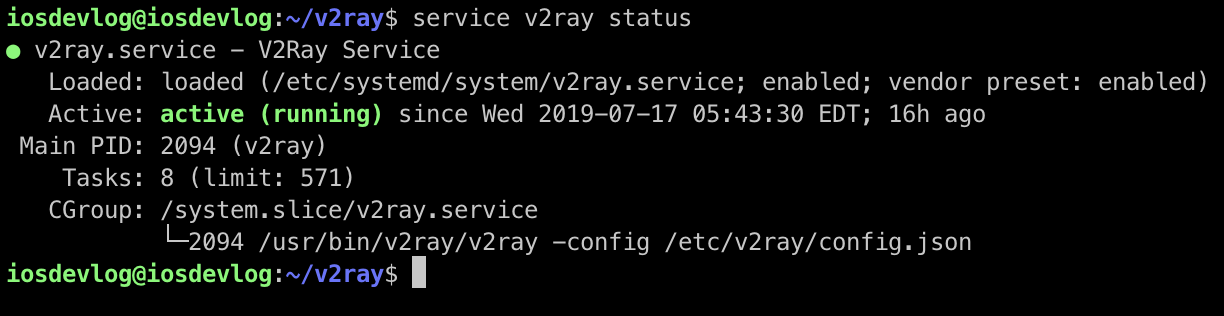 iosdevlog@iosdevlog:~/v2ray$ service v2ray status
● v2ray.service - V2Ray Service
   Loaded: loaded (/etc/systemd/system/v2ray.service; enabled; vendor preset: enabled)
   Active: active (running) since Wed 2019-07-17 05:43:30 EDT; 16h ago
 Main PID: 2094 (v2ray)
    Tasks: 8 (limit: 571)
   CGroup: /system.slice/v2ray.service
           └─2094 /usr/bin/v2ray/v2ray -config /etc/v2ray/config.json
iosdevlog@iosdevlog:~/v2ray$